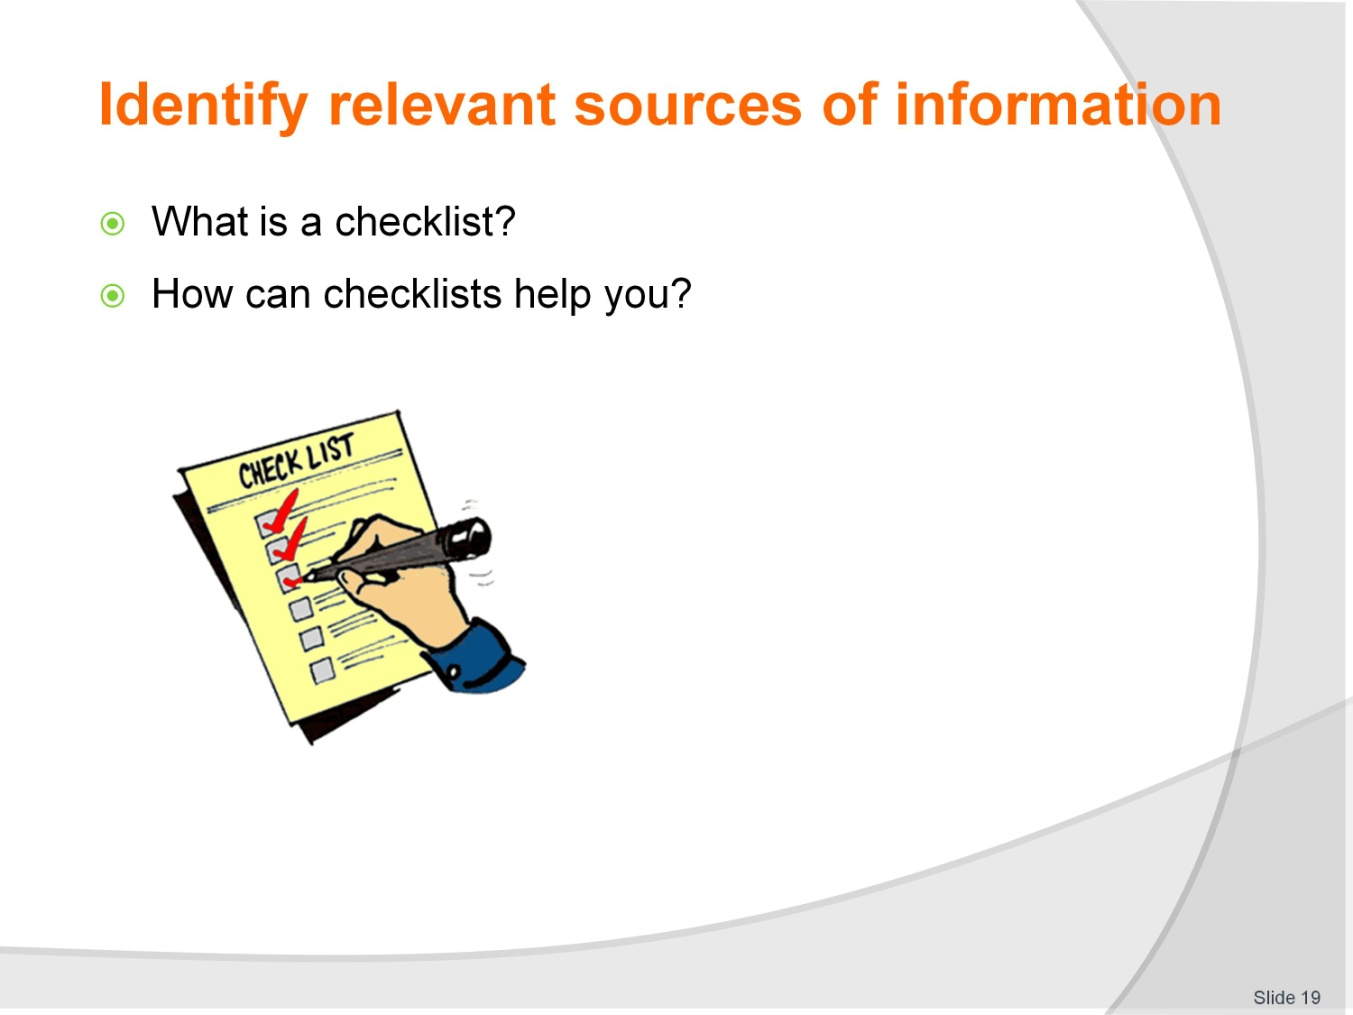 Identify relevant sources of information
What is a checklist?
How can checklists help you?
CHECK LIST
Slide 19